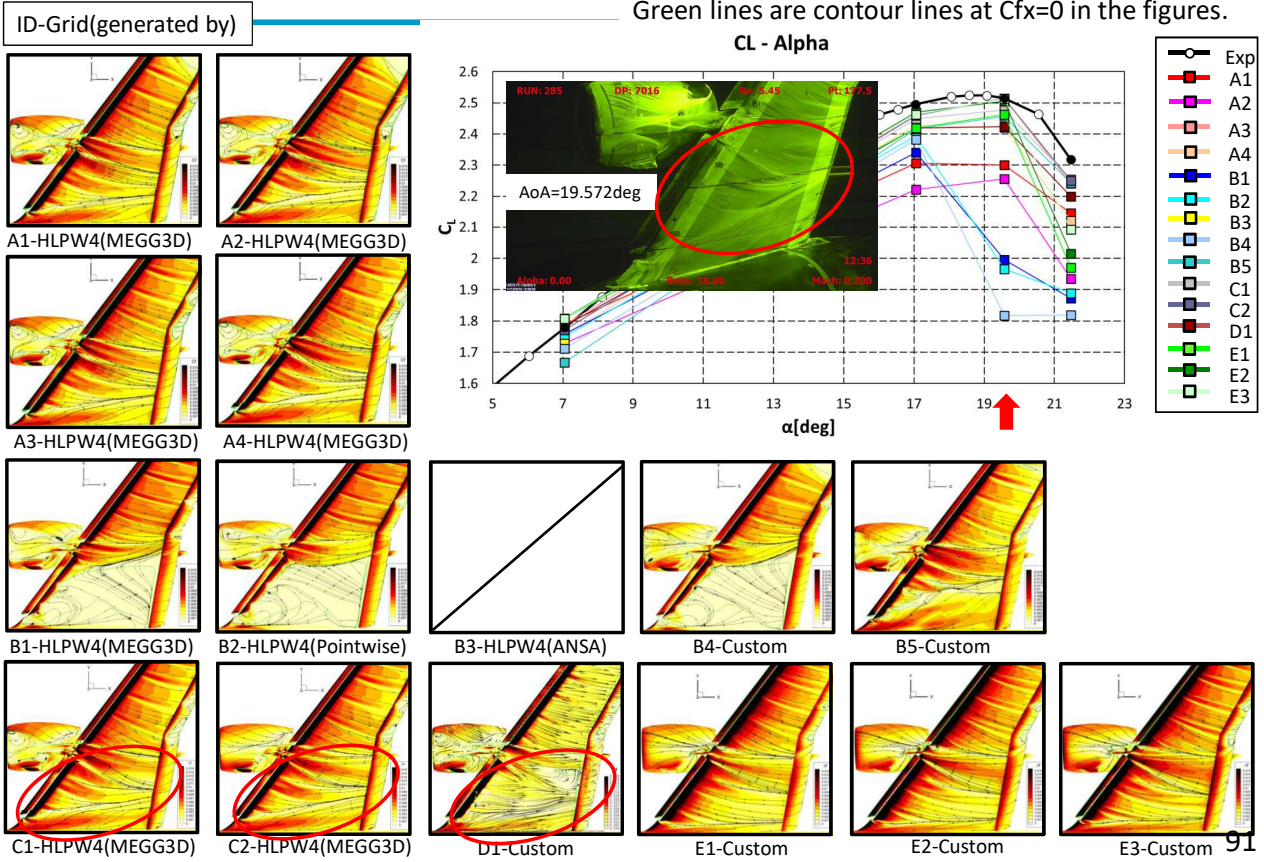 ID-Grid(generated by)
Green lines are contour lines at Cfx=0 in the figures.
A1-HLPW4(MEGG3D)
A2-HLPW4(MEGG3D)
A3-HLPW4(MEGG3D)
A4-HLPW4(MEGG3D)
CL - Alpha
2.6
2.5
2.4
2.3
2.2
2.1
2
1.9
1.8
1.7
1.6
CL
5
7
9
11
13
15
17
19
21
23
α[deg]
RUN: 285
DP: 7016
Re: 5.45
Pt: 177.5
AoA=19.572deg
12:36
Alpha: 0.00
Mach: 0.200
Exp
A1
A2
A3
A4
B1
B2
B3
B4
B5
C1
C2
D1
E1
E2
E3
B1-HLPW4(MEGG3D)
B2-HLPW4(Pointwise)
B3-HLPW4(ANSA)
B4-Custom
B5-Custom
C1-HLPW4(MEGG3D)
C2-HLPW4(MEGG3D)
D1-Custom
E1-Custom
E2-Custom
E3-Custom
91